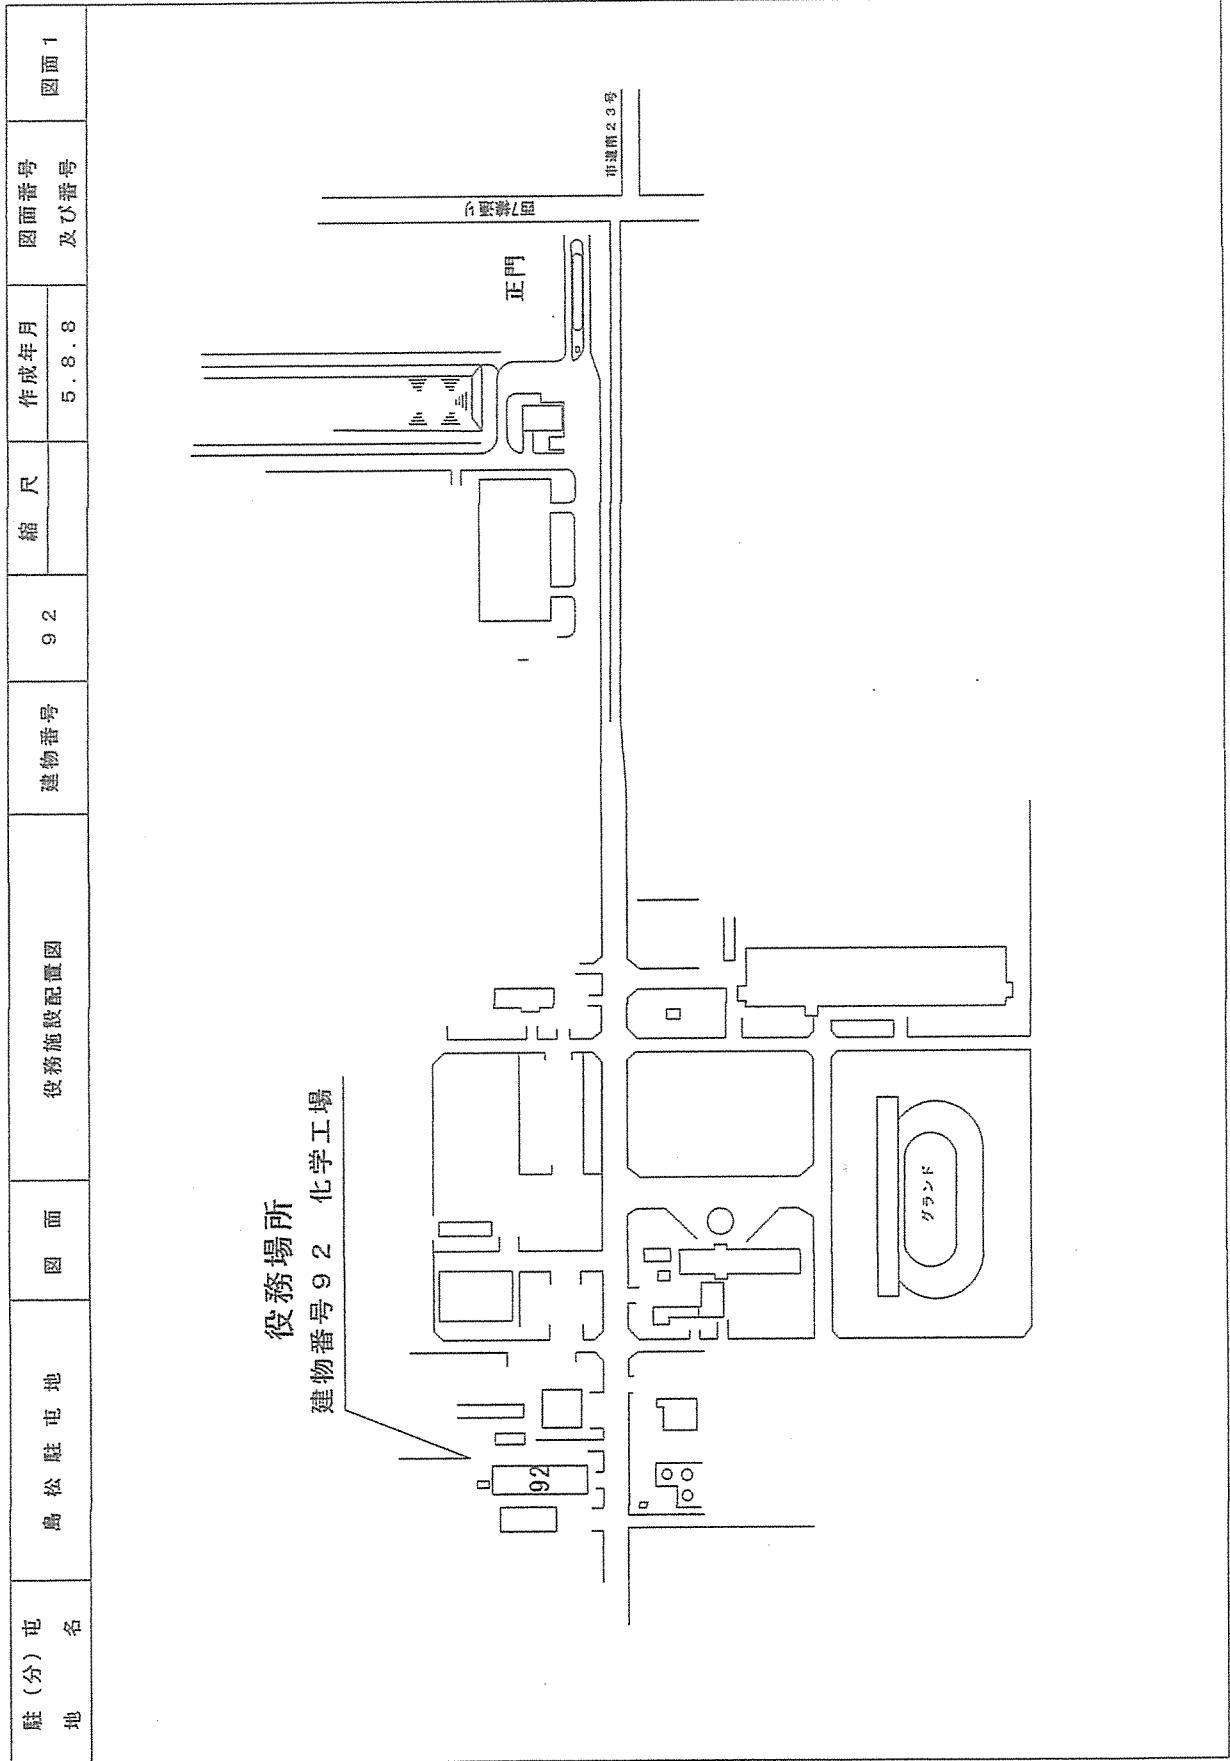 駐（分）屯
地　　名
島 松 駐 屯 地
図　面
役務施設配置図
建物番号
９２
縮　尺
作成年月
５．８．８
図面番号
及び番号
図面１
役務場所
建物番号９２　化学工場
92
グランド
正門
西7線通り
市道南２３号